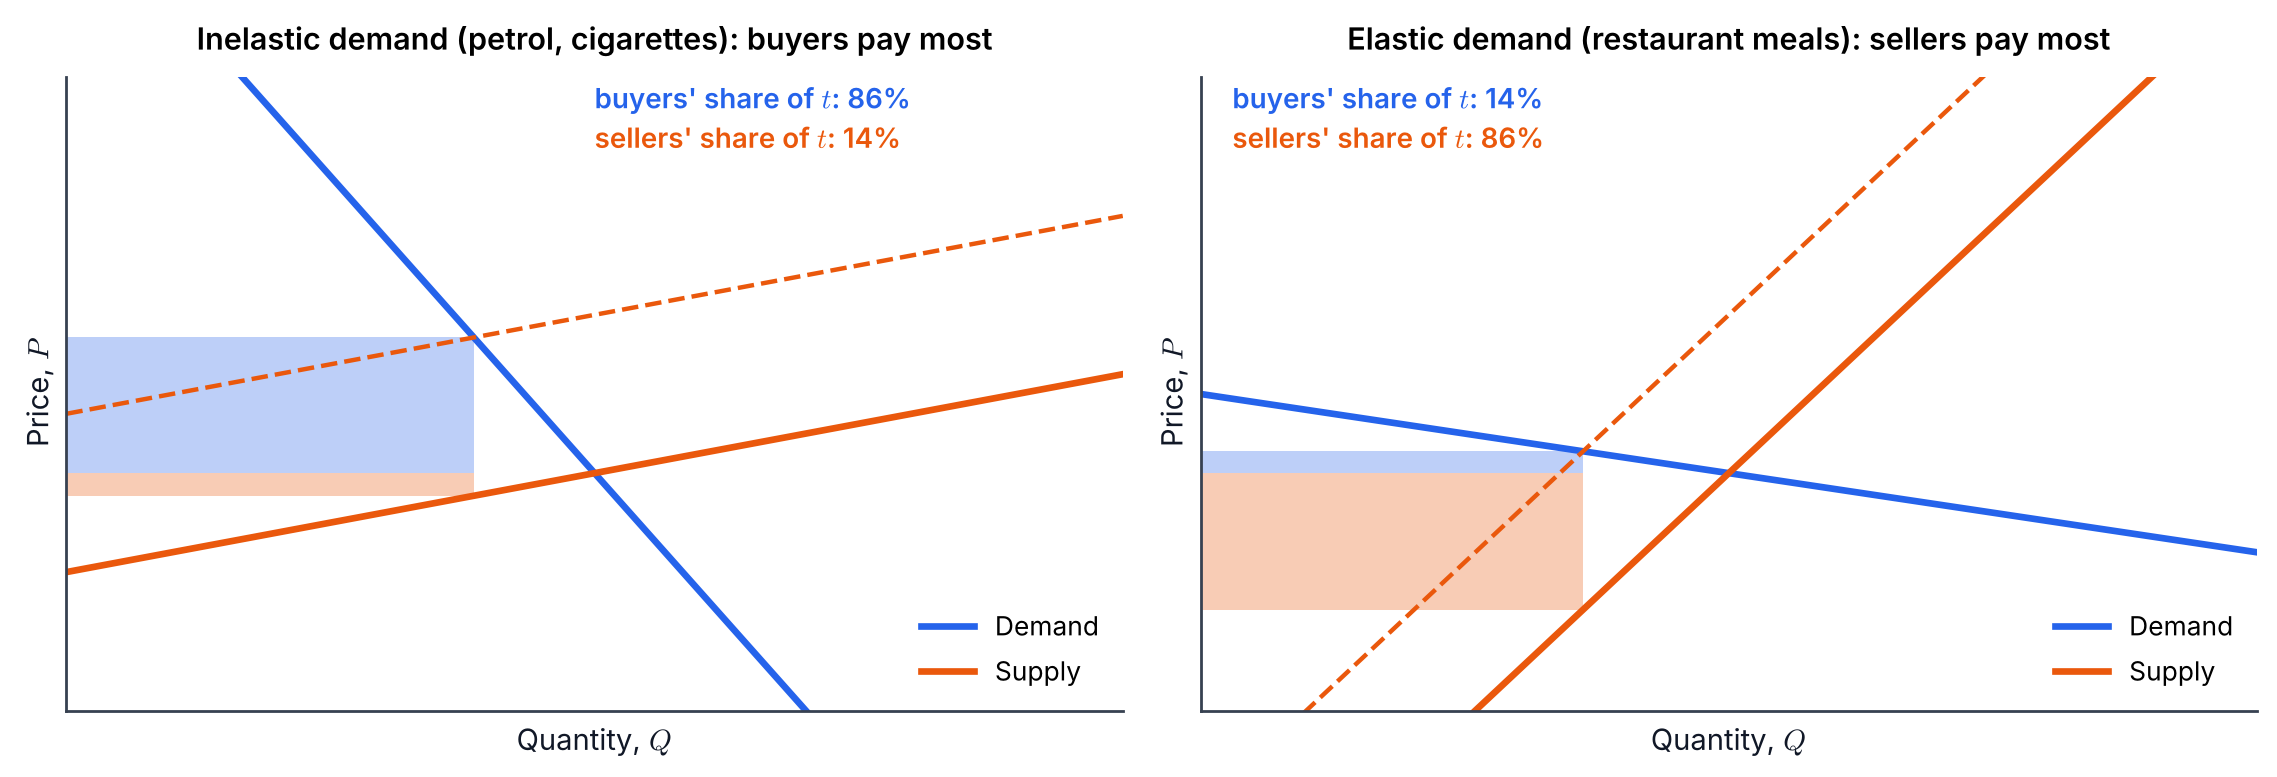 Inelastic demand (petrol, cigarettes): buyers pay most
buyers' share of t: 86%
sellers' share of t: 14%
Price, P
Demand
Supply
Quantity, Q
Elastic demand (restaurant meals): sellers pay most
buyers' share of t: 14%
sellers' share of t: 86%
Price, P
Demand
Supply
Quantity, Q